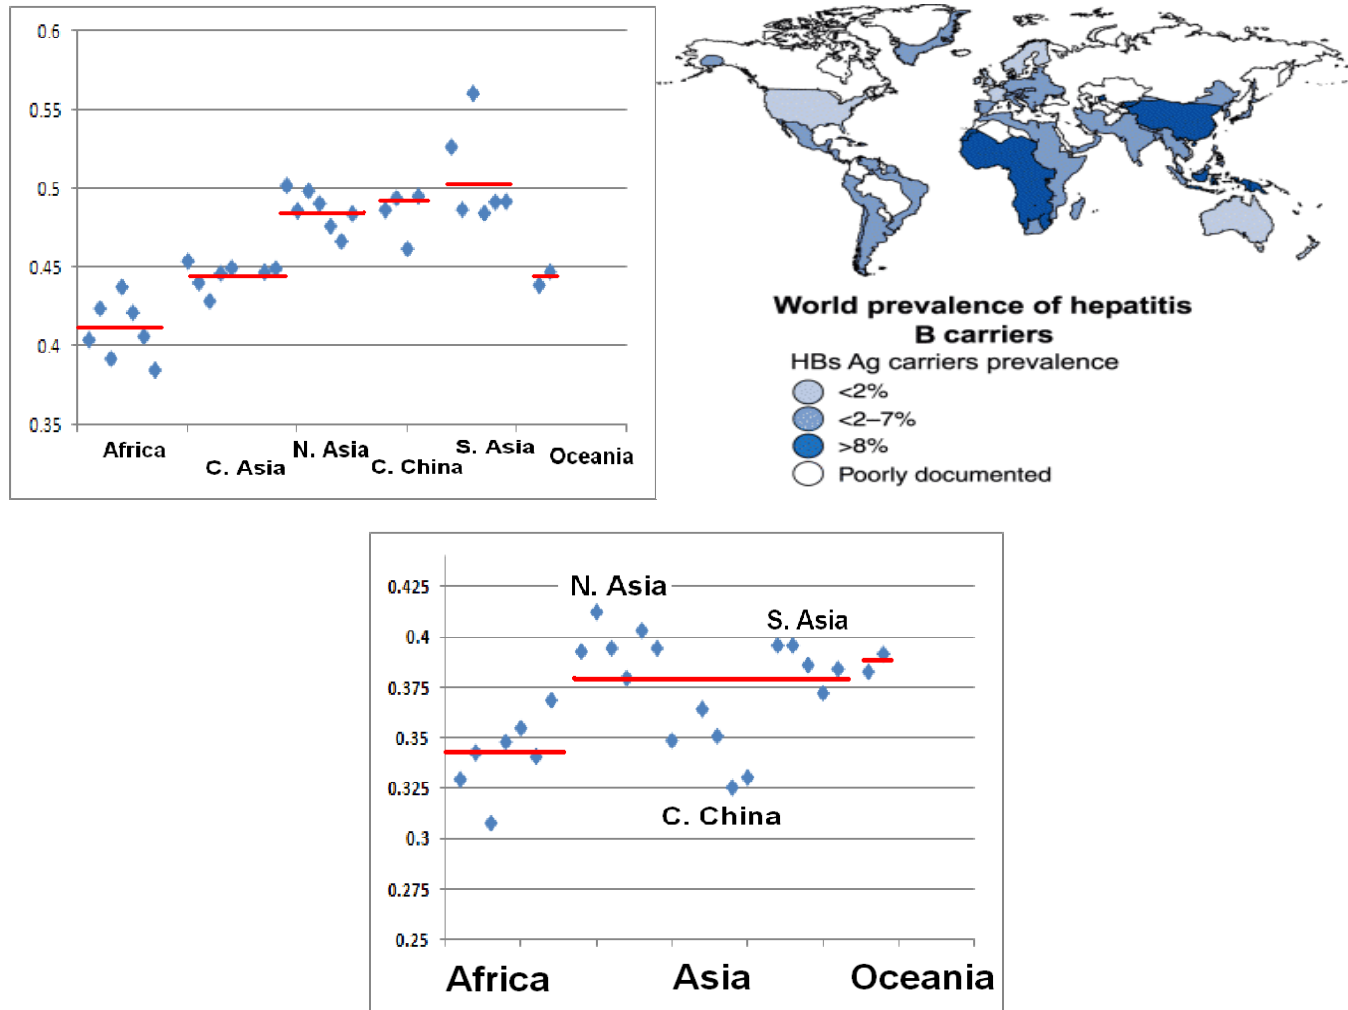 0.6
0.55
0.5
0.45
0.4
0.35
Africa
C. Asia
N. Asia
C. China
S. Asia
Oceania
World prevalence of hepatitis
B carriers
HBs Ag carriers prevalence
<2%
<2–7%
>8%
Poorly documented
0.425
0.4
0.375
0.35
0.325
0.3
0.275
0.25
N. Asia
S. Asia
C. China
Africa
Asia
Oceania